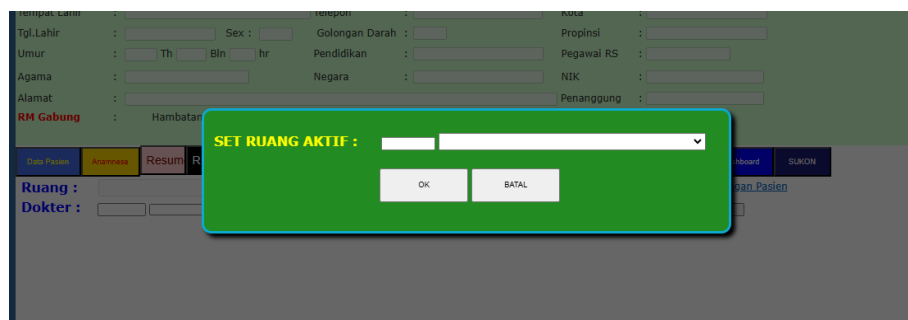 Tempat Lahir : Telepon : Kota :
Tgl.Lahir : Sex : Golongan Darah : Propinsi :
Umur : Th Bln hr Pendidikan : Pegawai RS :
Agama : Negara : NIK :
Alamat : Penanggung :
RM Gabung : Hambatan
SET RUANG AKTIF :
Data Pasien Anamnese Resum R hboard SUKON
OK BATAL
Ruang : gan Pasien
Dokter :